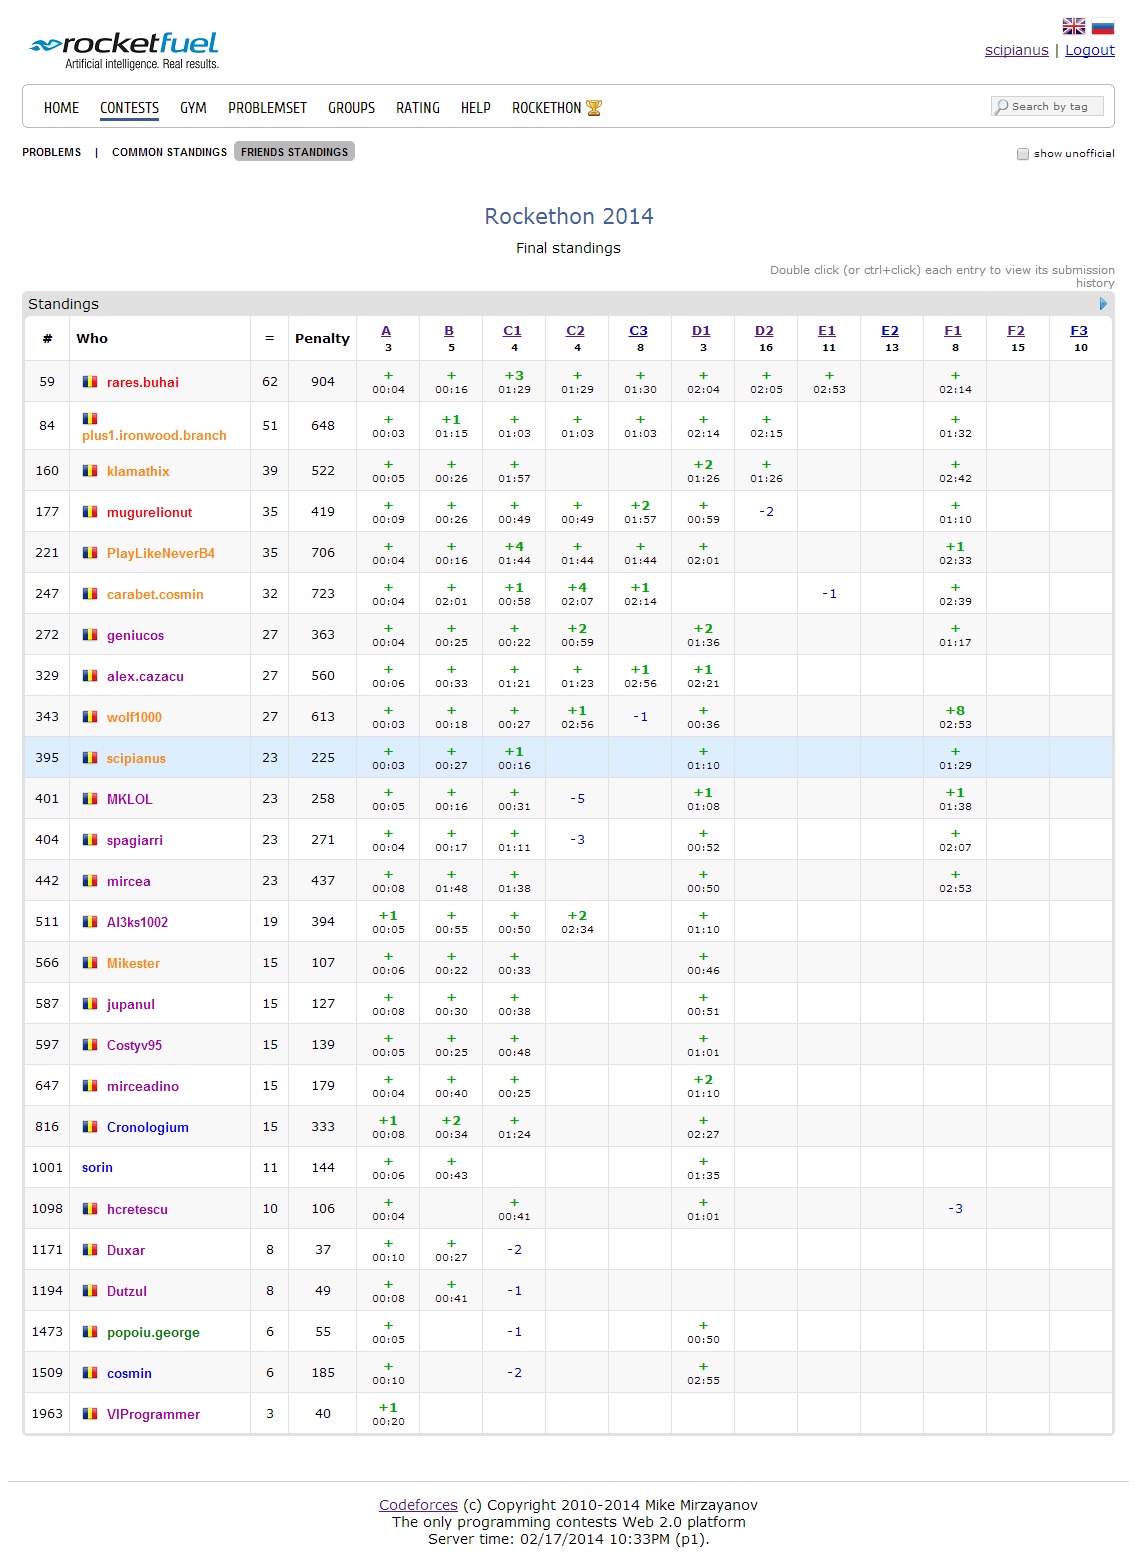 rocketfuel
Artificial intelligence. Real results.
scipianus | Logout
HOME CONTESTS GYM PROBLEMSET GROUPS RATING HELP ROCKETHON Search by tag
PROBLEMS | COMMON STANDINGS FRIENDS STANDINGS show unofficial
Rockethon 2014
Final standings
Double click (or ctrl+click) each entry to view its submission
history
Standings
# Who = Penalty A B C1 C2 C3 D1 D2 E1 E2 F1 F2 F3
3 5 4 4 8 3 16 11 13 8 15 10
59 rares.buhai 62 904 + + +3 + + + + + +
00:04 00:16 01:29 01:29 01:30 02:04 02:05 02:53 02:14
84 plus1.ironwood.branch 51 648 + +1 + + + + + +
00:03 01:15 01:03 01:03 01:03 02:14 02:15 01:32
160 klamathix 39 522 + + + +2 + +
00:05 00:26 01:57 01:26 01:26 02:42
177 mugurelionut 35 419 + + + + +2 + -2 +
00:09 00:26 00:49 00:49 01:57 00:59 01:10
221 PlayLikeNeverB4 35 706 + + +4 + + + +1
00:04 00:16 01:44 01:44 01:44 02:01 02:33
247 carabet.cosmin 32 723 + + +1 +4 +1 -1 +
00:04 02:01 00:58 02:07 02:14 02:39
272 geniucos 27 363 + + + +2 +2 +
00:04 00:25 00:22 00:59 01:36 01:17
329 alex.cazacu 27 560 + + + + +1 +1
00:06 00:33 01:21 01:23 02:56 02:21
343 wolf1000 27 613 + + + +1 -1 + +8
00:03 00:18 00:27 02:56 00:36 02:53
395 scipianus 23 225 + + +1 + +
00:03 00:27 00:16 01:10 01:29
401 MKLOL 23 258 + + + -5 +1 +1
00:05 00:16 00:31 01:08 01:38
404 spagiarri 23 271 + + + -3 + +
00:04 00:17 01:11 00:52 02:07
442 mircea 23 437 + + + + +
00:08 01:48 01:38 00:50 02:53
511 Al3ks1002 19 394 +1 + + +2 +
00:05 00:55 00:50 02:34 01:10
566 Mikester 15 107 + + + +
00:06 00:22 00:33 00:46
587 jupanul 15 127 + + + +
00:08 00:30 00:38 00:51
597 Costyv95 15 139 + + + +
00:05 00:25 00:48 01:01
647 mirceadino 15 179 + + + +2
00:04 00:40 00:25 01:10
816 Cronologium 15 333 +1 +2 + +
00:08 00:34 01:24 02:27
1001 sorin 11 144 + + +
00:06 00:43 01:35
1098 hcretescu 10 106 + + + -3
00:04 00:41 01:01
1171 Duxar 8 37 + + -2
00:10 00:27
1194 Dutzul 8 49 + + -1
00:08 00:41
1473 popoiu.george 6 55 + -1 +
00:05 00:50
1509 cosmin 6 185 + -2 +
00:10 02:55
1963 VIProgrammer 3 40 +1
00:20
Codeforces (c) Copyright 2010-2014 Mike Mirzayanov
The only programming contests Web 2.0 platform
Server time: 02/17/2014 10:33PM (p1).